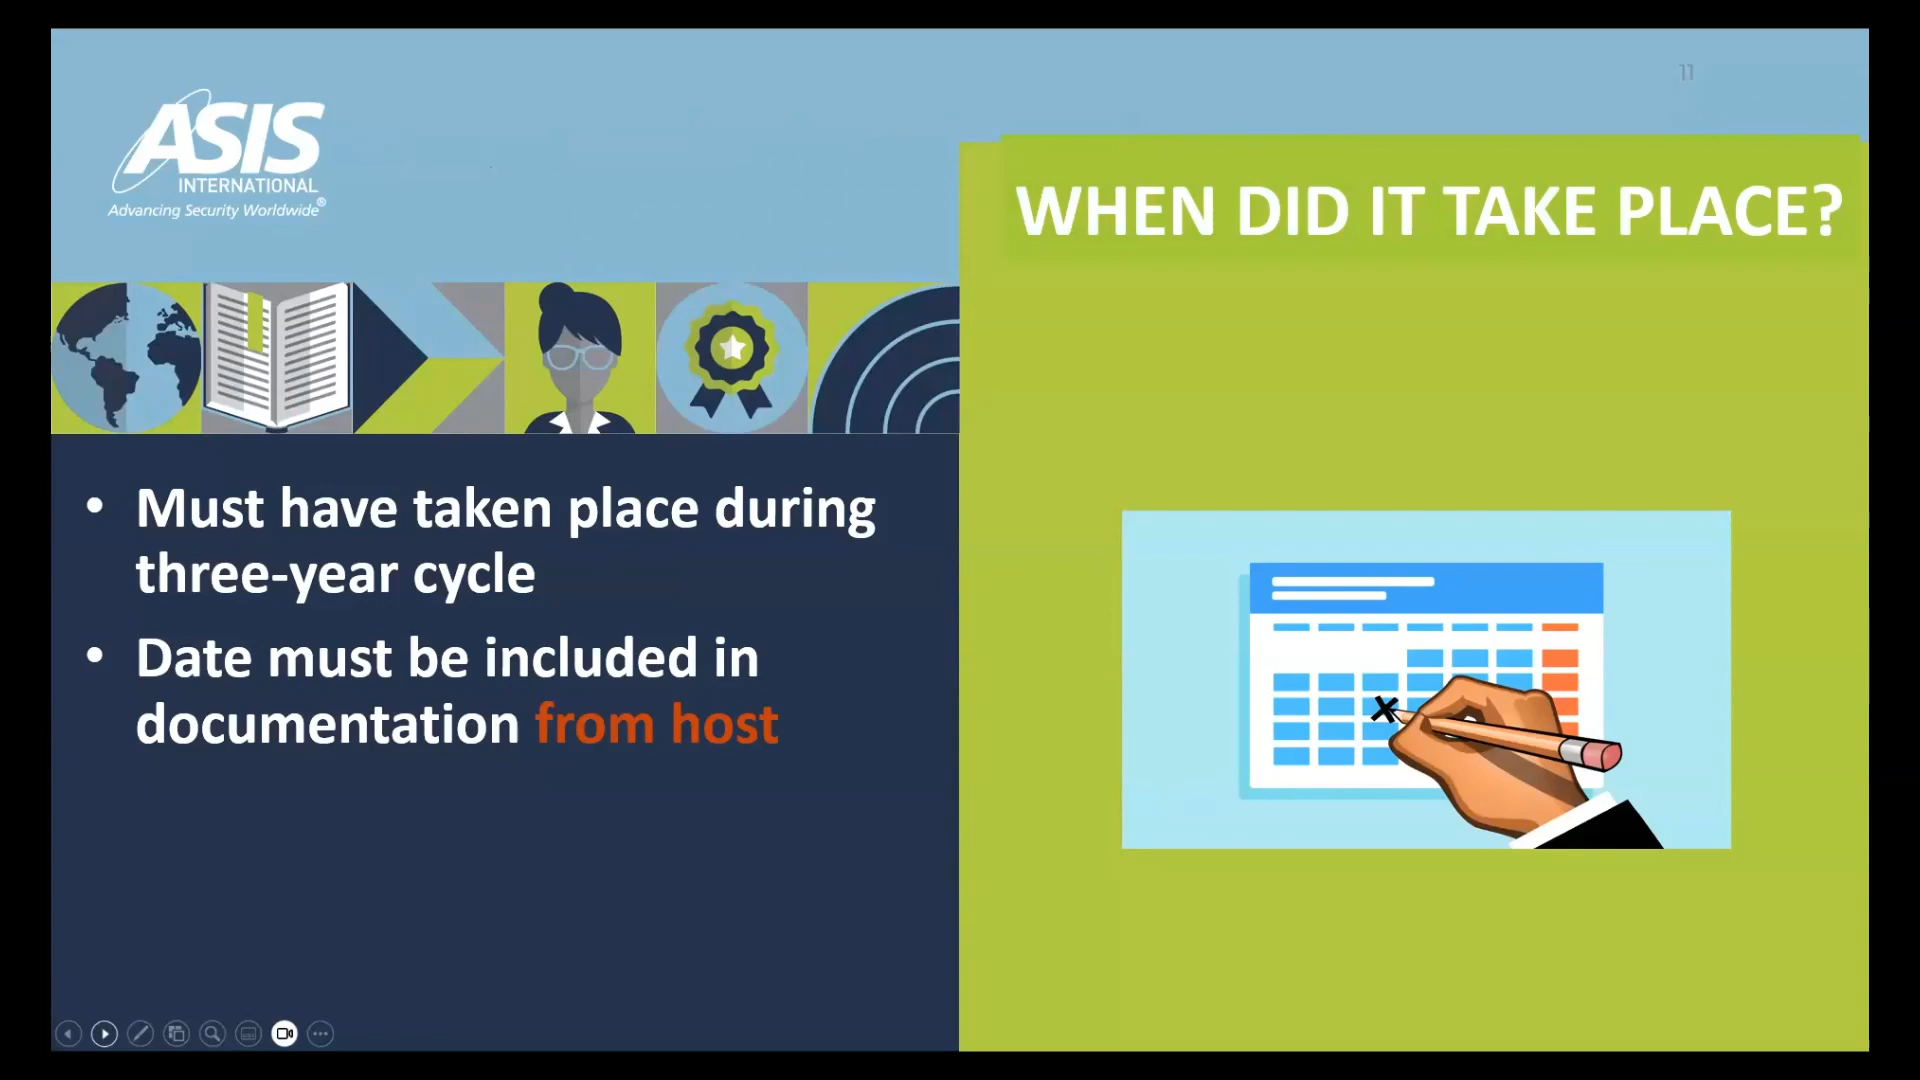 11
ASIS
INTERNATIONAL
Advancing Security Worldwide®
WHEN DID IT TAKE PLACE?
• Must have taken place during
three-year cycle
• Date must be included in
documentation from host